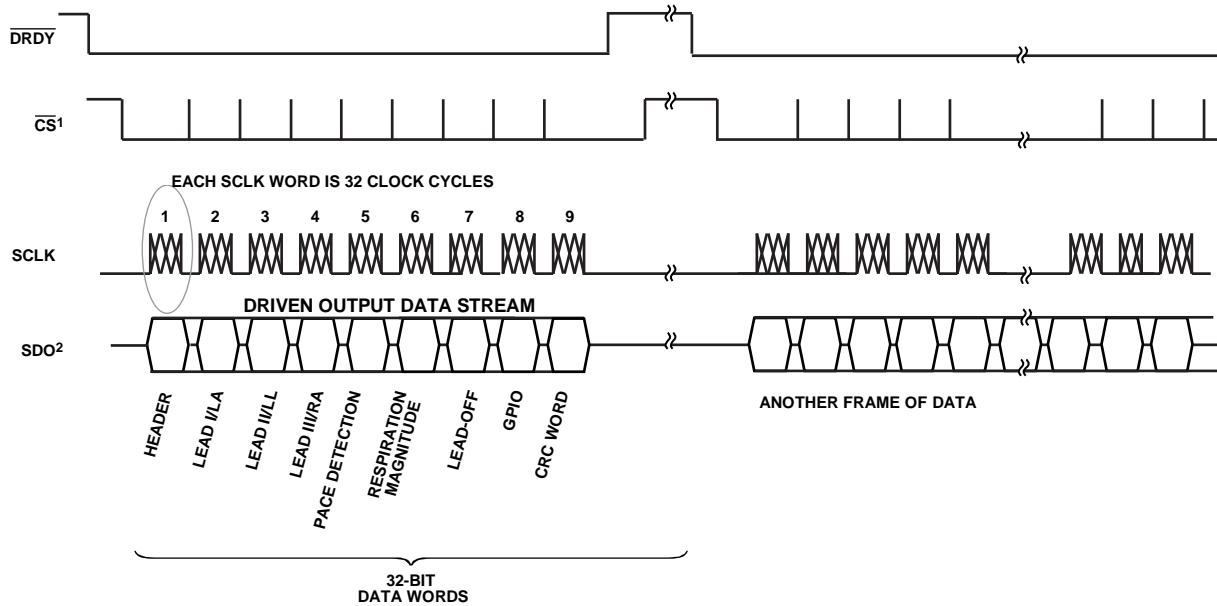 DRDY
CS1
EACH SCLK WORD IS 32 CLOCK CYCLES
1 2 3 4 5 6 7 8 9
SCLK
DRIVEN OUTPUT DATA STREAM
SDO2
HEADER
LEAD I/LA
LEAD II/LL
LEAD III/RA
PACE DETECTION
RESPIRATION
MAGNITUDE
LEAD-OFF
GPIO
CRC WORD
ANOTHER FRAME OF DATA
32-BIT
DATA WORDS